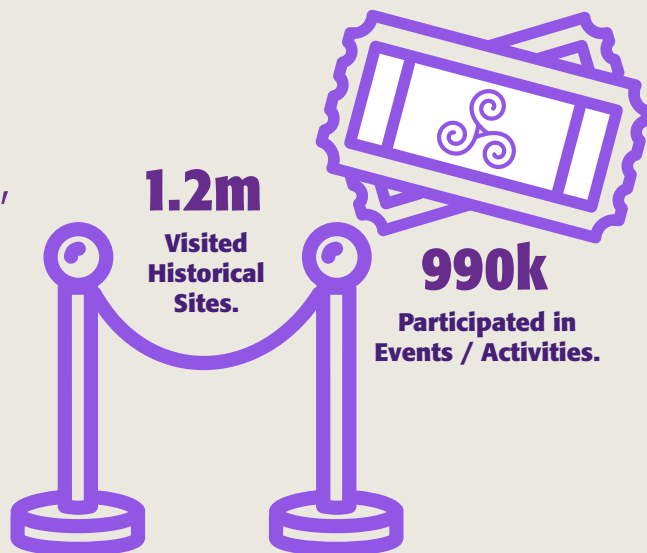 ,
1.2m
Visited
Historical
Sites.
990k
Participated in
Events / Activities.